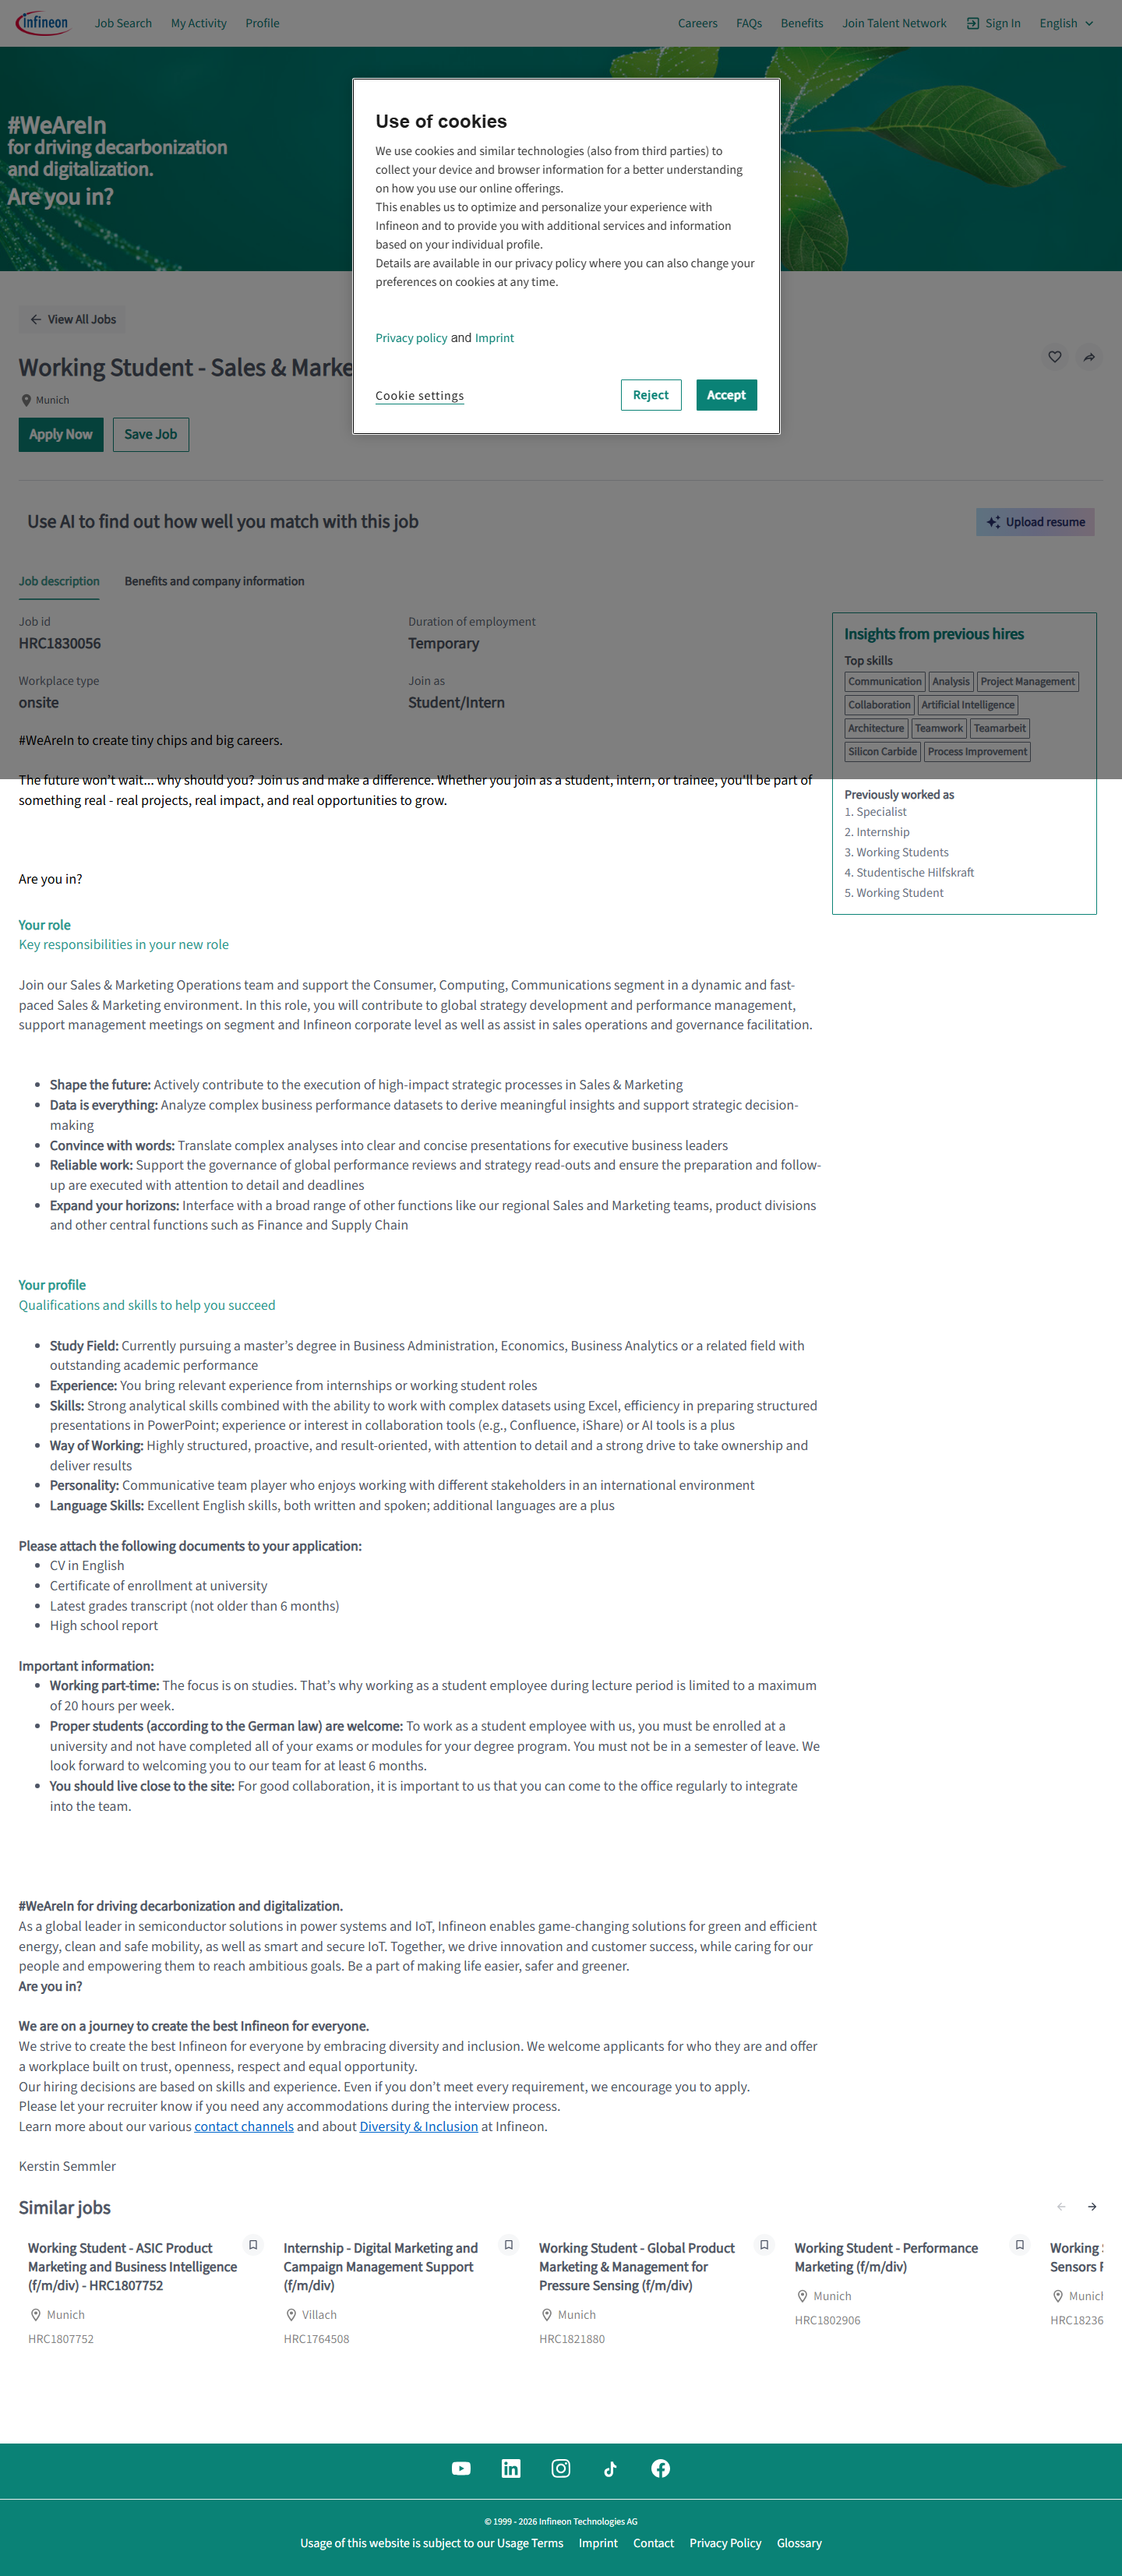 infineon
Job Search
My Activity
Profile
Careers
FAQs
Benefits
Join Talent Network
Sign In
English
#WeAreIn
for driving decarbonization
and digitalization.
Are you in?
Use of cookies
We use cookies and similar technologies (also from third parties) to
collect your device and browser information for a better understanding
on how you use our online offerings.
This enables us to optimize and personalize your experience with
Infineon and to provide you with additional services and information
based on your individual profile.
Details are available in our privacy policy where you can also change your
preferences on cookies at any time.
Privacy policy and Imprint
Cookie settings
Reject
Accept
View All Jobs
Working Student - Sales & Marke
Munich
Apply Now
Save Job
Use AI to find out how well you match with this job
Upload resume
Job description
Benefits and company information
Job id
HRC1830056
Duration of employment
Temporary
Workplace type
onsite
Join as
Student/Intern
#WeAreIn to create tiny chips and big careers.
The future won't wait... why should you? Join us and make a difference. Whether you join as a student, intern, or trainee, you'll be part of
something real - real projects, real impact, and real opportunities to grow.
Are you in?
Insights from previous hires
Top skills
Communication
Analysis
Project Management
Collaboration
Artificial Intelligence
Architecture
Teamwork
Teamarbeit
Silicon Carbide
Process Improvement
Previously worked as
1. Specialist
2. Internship
3. Working Students
4. Studentische Hilfskraft
5. Working Student
Your role
Key responsibilities in your new role
Join our Sales & Marketing Operations team and support the Consumer, Computing, Communications segment in a dynamic and fast-
paced Sales & Marketing environment. In this role, you will contribute to global strategy development and performance management,
support management meetings on segment and Infineon corporate level as well as assist in sales operations and governance facilitation.
• Shape the future: Actively contribute to the execution of high-impact strategic processes in Sales & Marketing
• Data is everything: Analyze complex business performance datasets to derive meaningful insights and support strategic decision-
making
• Convince with words: Translate complex analyses into clear and concise presentations for executive business leaders
• Reliable work: Support the governance of global performance reviews and strategy read-outs and ensure the preparation and follow-
up are executed with attention to detail and deadlines
• Expand your horizons: Interface with a broad range of other functions like our regional Sales and Marketing teams, product divisions
and other central functions such as Finance and Supply Chain
Your profile
Qualifications and skills to help you succeed
• Study Field: Currently pursuing a master's degree in Business Administration, Economics, Business Analytics or a related field with
outstanding academic performance
• Experience: You bring relevant experience from internships or working student roles
• Skills: Strong analytical skills combined with the ability to work with complex datasets using Excel, efficiency in preparing structured
presentations in PowerPoint; experience or interest in collaboration tools (e.g., Confluence, iShare) or AI tools is a plus
• Way of Working: Highly structured, proactive, and result-oriented, with attention to detail and a strong drive to take ownership and
deliver results
• Personality: Communicative team player who enjoys working with different stakeholders in an international environment
• Language Skills: Excellent English skills, both written and spoken; additional languages are a plus
Please attach the following documents to your application:
• CV in English
• Certificate of enrollment at university
• Latest grades transcript (not older than 6 months)
• High school report
Important information:
• Working part-time: The focus is on studies. That's why working as a student employee during lecture period is limited to a maximum
of 20 hours per week.
• Proper students (according to the German law) are welcome: To work as a student employee with us, you must be enrolled at a
university and not have completed all of your exams or modules for your degree program. You must not be in a semester of leave. We
look forward to welcoming you to our team for at least 6 months.
• You should live close to the site: For good collaboration, it is important to us that you can come to the office regularly to integrate
into the team.
#WeAreIn for driving decarbonization and digitalization.
As a global leader in semiconductor solutions in power systems and IoT, Infineon enables game-changing solutions for green and efficient
energy, clean and safe mobility, as well as smart and secure IoT. Together, we drive innovation and customer success, while caring for our
people and empowering them to reach ambitious goals. Be a part of making life easier, safer and greener.
Are you in?
We are on a journey to create the best Infineon for everyone.
We strive to create the best Infineon for everyone by embracing diversity and inclusion. We welcome applicants for who they are and offer
a workplace built on trust, openness, respect and equal opportunity.
Our hiring decisions are based on skills and experience. Even if you don't meet every requirement, we encourage you to apply.
Please let your recruiter know if you need any accommodations during the interview process.
Learn more about our various contact channels and about Diversity & Inclusion at Infineon.
Kerstin Semmler
Similar jobs
Working Student - ASIC Product
Marketing and Business Intelligence
(f/m/div) - HRC1807752
Munich
HRC1807752
Internship - Digital Marketing and
Campaign Management Support
(f/m/div)
Villach
HRC1764508
Working Student - Global Product
Marketing & Management for
Pressure Sensing (f/m/div)
Munich
HRC1821880
Working Student - Performance
Marketing (f/m/div)
Munich
HRC1802906
Working
Sensors
Munich
HRC18236
© 1999 - 2026 Infineon Technologies AG
Usage of this website is subject to our Usage Terms
Imprint
Contact
Privacy Policy
Glossary